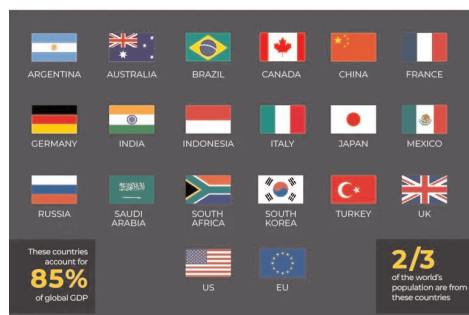 ARGENTINA AUSTRALIA BRAZIL CANADA CHINA FRANCE
GERMANY INDIA INDONESIA ITALY JAPAN MEXICO
RUSSIA SAUDI ARABIA SOUTH AFRICA SOUTH KOREA TURKEY UK
US EU
These countries
account for
85%
of global GDP
2/3
of the world's
population are from
these countries